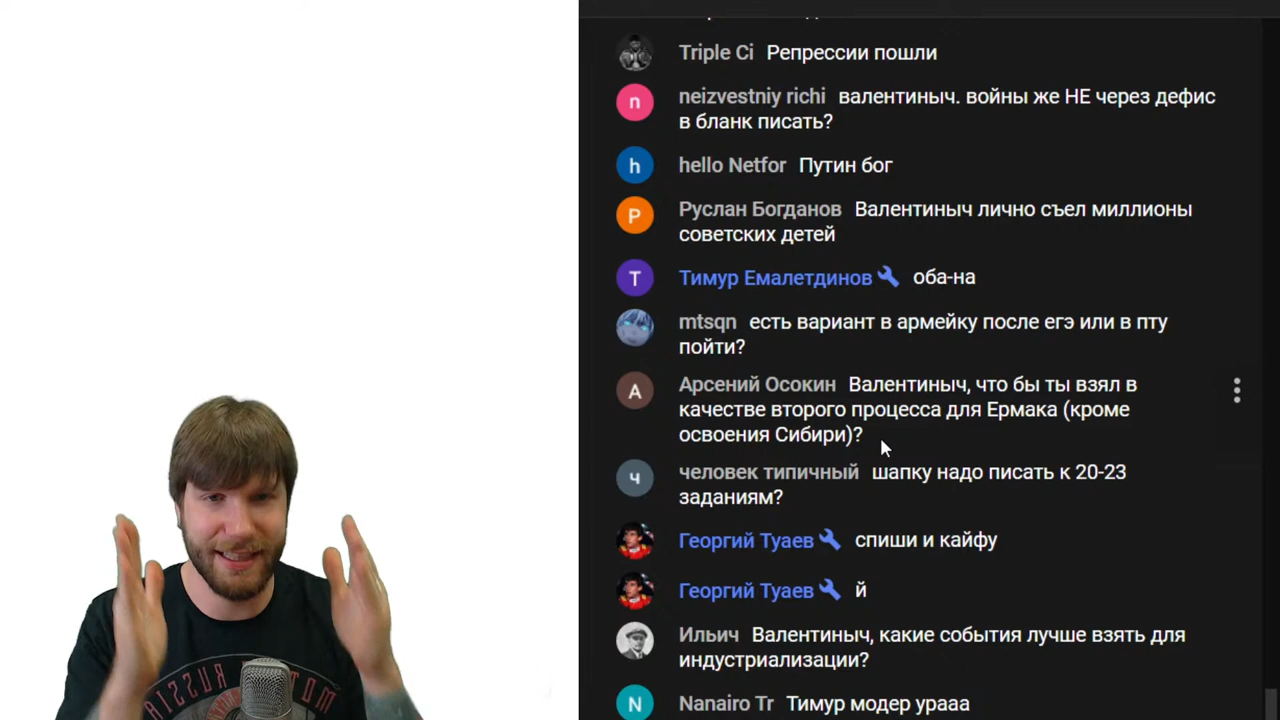 Triple Ci Репрессии пошли
neizvestniy richi валентиныч. войны же НЕ через дефис
в бланк писать?
hello Netfor Путин бог
Руслан Богданов Валентиныч лично съел миллионы
советских детей
Тимур Емалетдинов оба-на
mtsqn есть вариант в армейку после егэ или в пту
пойти?
Арсений Осокин Валентиныч, что бы ты взял в
качестве второго процесса для Ермака (кроме
освоения Сибири)?
человек типичный шапку надо писать к 20-23
заданиям?
Георгий Туаев спиши и кайфу
Георгий Туаев й
Ильич Валентиныч, какие события лучше взять для
индустриализации?
Nanairo Tr Тимур модер урааа
n
h
Р
Т
А
ч
N
RUSSIA
MOT